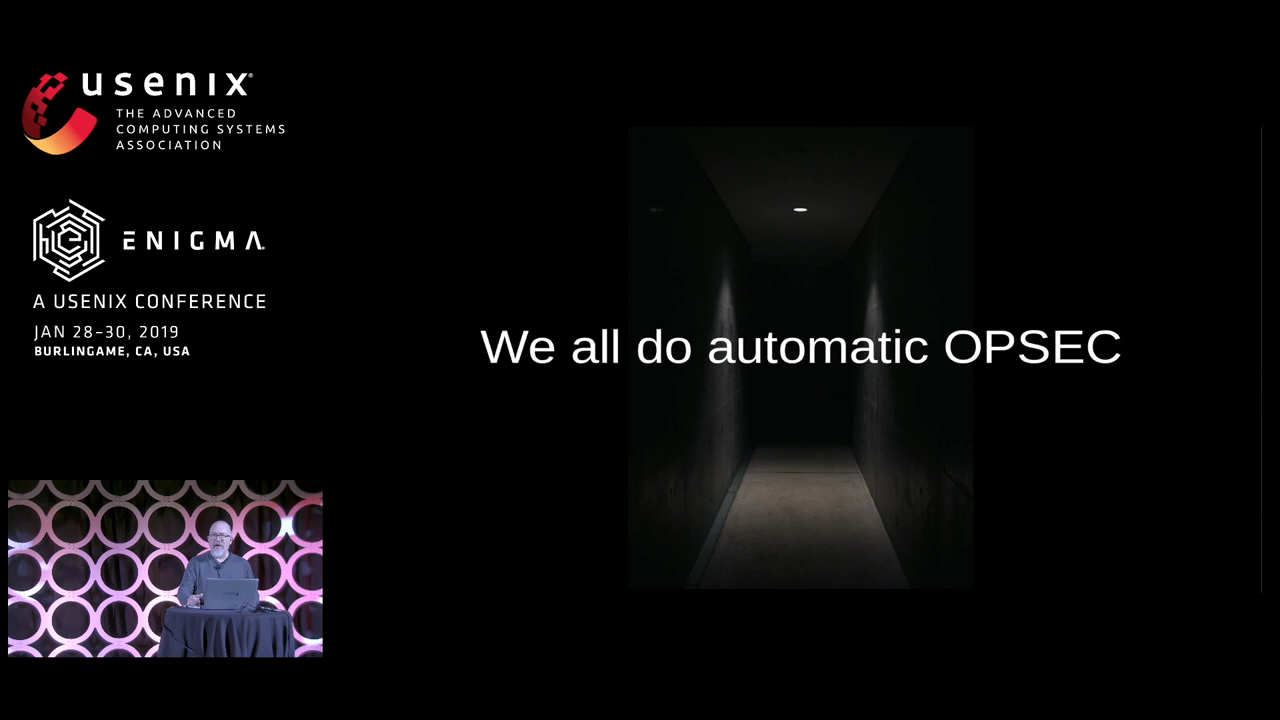 usenix®
THE ADVANCED
COMPUTING SYSTEMS
ASSOCIATION
ENIGMA
A USENIX CONFERENCE
JAN 28–30, 2019
BURLINGAME, CA, USA
We all do automatic OPSEC